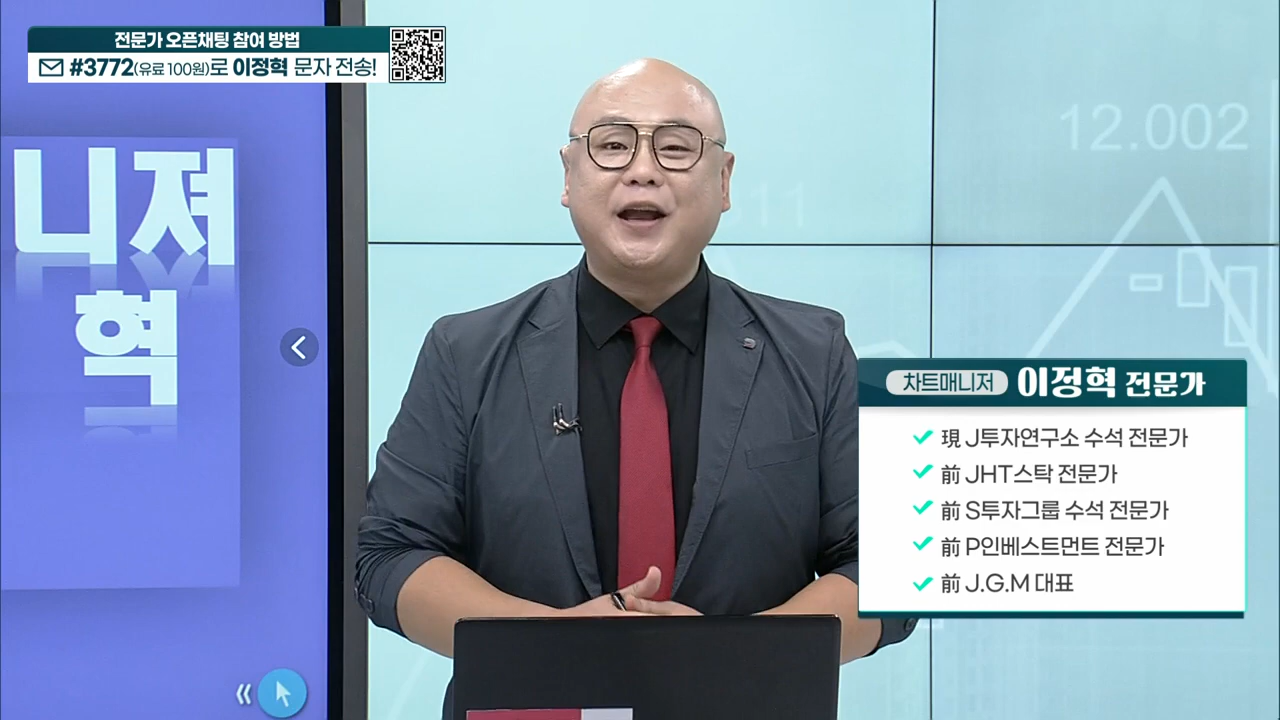 전문가 오픈채팅 참여 방법
#3772(유료 100원)로 이정혁 문자 전송!
니저
혁
12.002
11
차트매니저 이정혁 전문가
現 J투자연구소 수석 전문가
前 JHT스탁 전문가
前 S투자그룹 수석 전문가
前 P인베스트먼트 전문가
前 J.G.M 대표